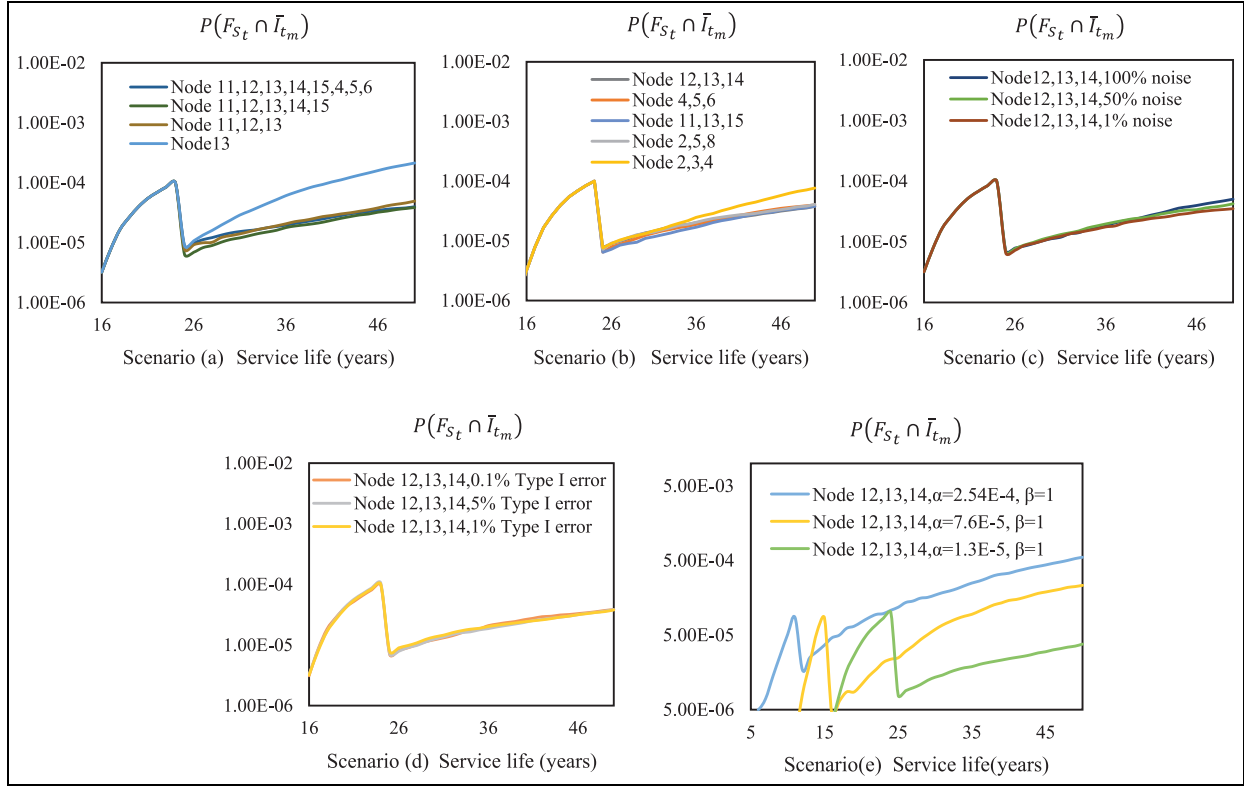 P(F_{S_t} ∩ Ī_{t_m})
1.00E-02
1.00E-03
1.00E-04
1.00E-05
1.00E-06
Node 11,12,13,14,15,4,5,6
Node 11,12,13,14,15
Node 11,12,13
Node13
16 26 36 46
Scenario (a) Service life (years)
P(F_{S_t} ∩ Ī_{t_m})
1.00E-02
1.00E-03
1.00E-04
1.00E-05
1.00E-06
Node 12,13,14
Node 4,5,6
Node 11,13,15
Node 2,5,8
Node 2,3,4
16 26 36 46
Scenario (b) Service life (years)
P(F_{S_t} ∩ Ī_{t_m})
1.00E-02
1.00E-03
1.00E-04
1.00E-05
1.00E-06
Node12,13,14,100% noise
Node12,13,14,50% noise
Node12,13,14,1% noise
16 26 36 46
Scenario (c) Service life (years)
P(F_{S_t} ∩ Ī_{t_m})
1.00E-02
1.00E-03
1.00E-04
1.00E-05
1.00E-06
Node 12,13,14,0.1% Type I error
Node 12,13,14,5% Type I error
Node 12,13,14,1% Type I error
16 26 36 46
Scenario (d) Service life (years)
P(F_{S_t} ∩ Ī_{t_m})
5.00E-03
5.00E-04
5.00E-05
5.00E-06
Node 12,13,14,α=2.54E-4, β=1
Node 12,13,14,α=7.6E-5, β=1
Node 12,13,14,α=1.3E-5, β=1
5 15 25 35 45
Scenario(e) Service life(years)